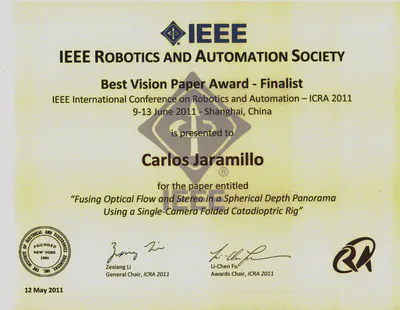 IEEE
IEEE ROBOTICS AND AUTOMATION SOCIETY
Best Vision Paper Award - Finalist
IEEE International Conference on Robotics and Automation – ICRA 2011
9-13 June 2011 - Shanghai, China
is presented to
Carlos Jaramillo
for the paper entitled
"Fusing Optical Flow and Stereo in a Spherical Depth Panorama
Using a Single-Camera Folded Catadioptric Rig"
IEEE
Zexiang Li
General Chair, ICRA 2011
Li-Chen Fu
Awards Chair, ICRA 2011
FOUNDED
NEW YORK
1884
RA
12 May 2011